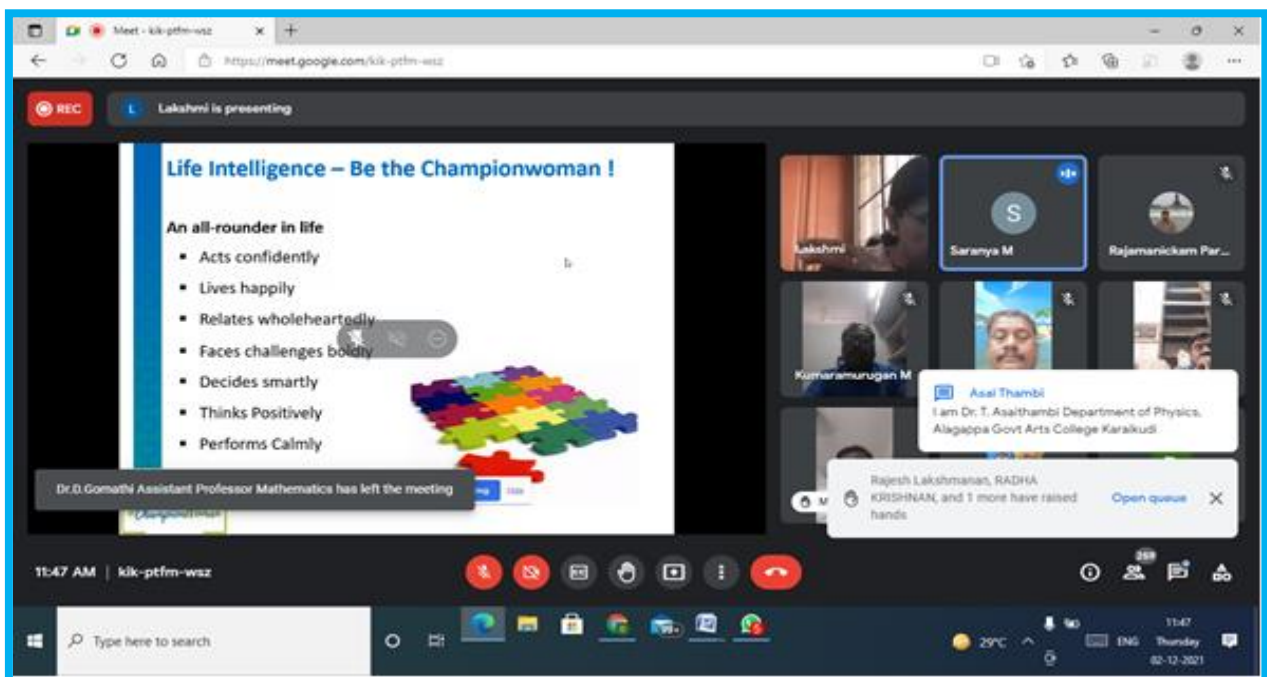 Meet - kik-ptfm-wsz
https://meet.google.com/kik-ptfm-wsz
REC
L
Lakshmi is presenting
Life Intelligence – Be the Championwoman !
An all-rounder in life
Acts confidently
Lives happily
Relates wholeheartedly
Faces challenges boldly
Decides smartly
Thinks Positively
Performs Calmly
Dr.D.Gomathi Assistant Professor Mathematics has left the meeting
Hide
Championwoman
Lakshmi
S
Saranya M
Rajamanickam Par...
Kumaramurugan M
Asai Thambi
I am Dr. T. Asaithambi Department of Physics,
Alagappa Govt Arts College Karaikudi
M
Rajesh Lakshmanan, RADHA
KRISHNAN, and 1 more have raised
hands
Open queue
11:47 AM | kik-ptfm-wsz
269
Type here to search
99+
29°C
ENG
11:47
Thursday
02-12-2021